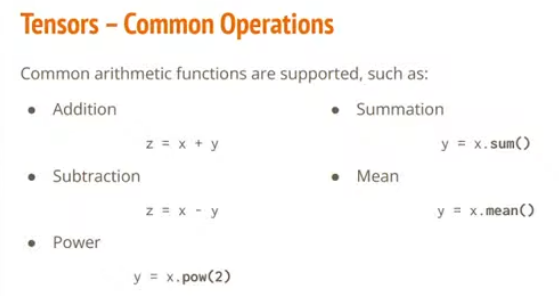 Tensors – Common Operations
Common arithmetic functions are supported, such as:
● Addition
z = x + y
● Subtraction
z = x - y
● Power
y = x.pow(2)
● Summation
y = x.sum()
● Mean
y = x.mean()